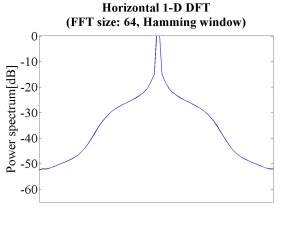 Horizontal 1-D DFT
(FFT size: 64, Hamming window)
Power spectrum[dB]
0
-10
-20
-30
-40
-50
-60